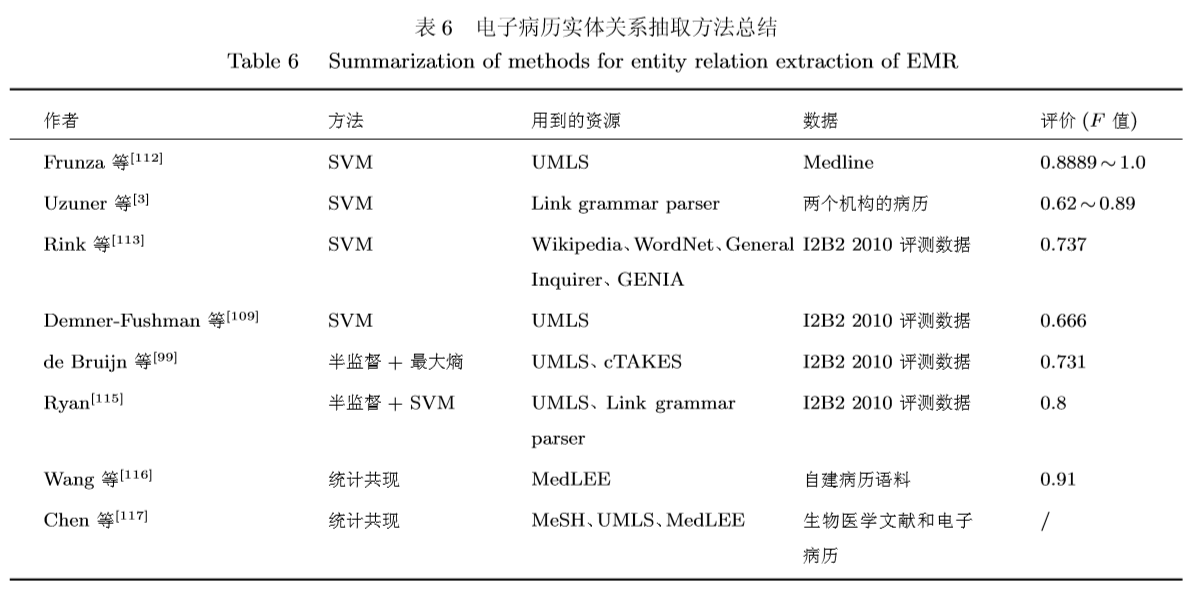 表 6 电子病历实体关系抽取方法总结
Table 6 Summarization of methods for entity relation extraction of EMR
作者 方法 用到的资源 数据 评价 (F 值)
Frunza 等[112] SVM UMLS Medline 0.8889～1.0
Uzuner 等[3] SVM Link grammar parser 两个机构的病历 0.62～0.89
Rink 等[113] SVM Wikipedia、WordNet、General I2B2 2010 评测数据 0.737
Inquirer、GENIA
Demner-Fushman 等[109] SVM UMLS I2B2 2010 评测数据 0.666
de Bruijn 等[99] 半监督 + 最大熵 UMLS、cTAKES I2B2 2010 评测数据 0.731
Ryan[115] 半监督 + SVM UMLS、Link grammar I2B2 2010 评测数据 0.8
parser
Wang 等[116] 统计共现 MedLEE 自建病历语料 0.91
Chen 等[117] 统计共现 MeSH、UMLS、MedLEE 生物医学文献和电子 /
病历